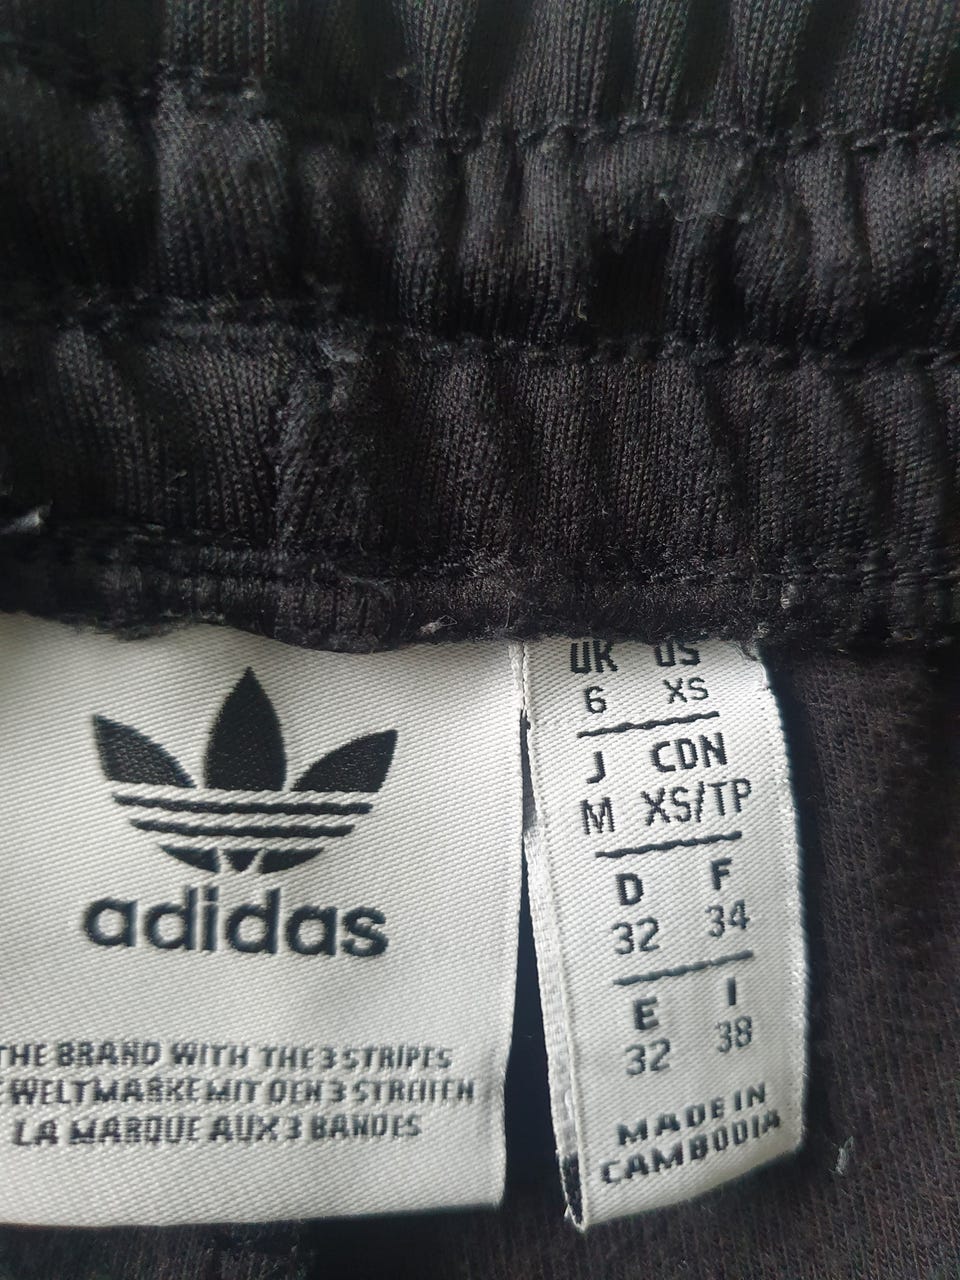 adidas
THE BRAND WITH THE 3 STRIPES
WELTMARKE MIT DEN 3 STREIFEN
LA MARQUE AUX 3 BANDES
UK US
6 XS
J CDN
M XS/TP
D F
32 34
E I
32 38
MADE IN
CAMBODIA